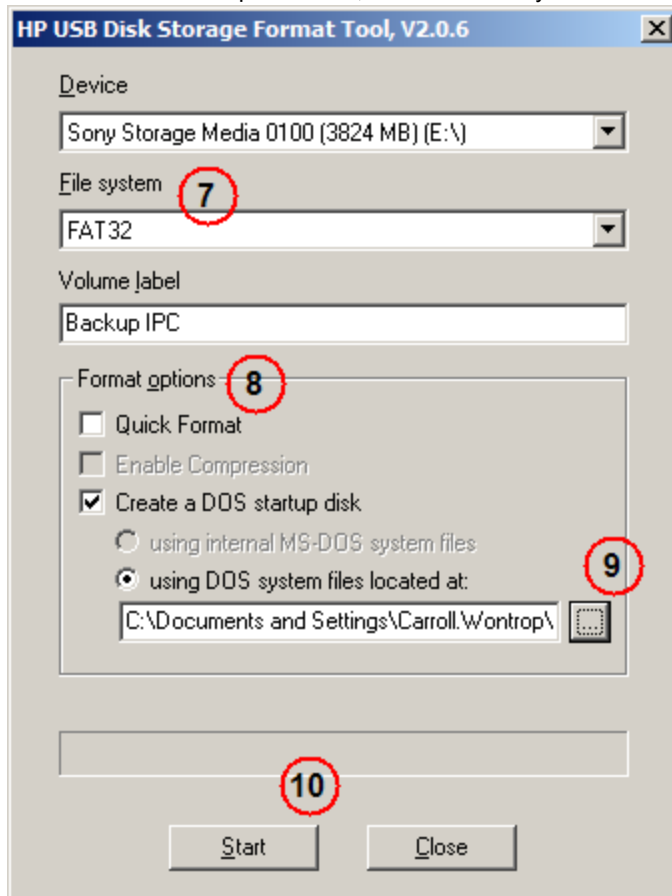 HP USB Disk Storage Format Tool, V2.0.6
Device
Sony Storage Media 0100 (3824 MB) (E:\)
File system
7
FAT32
Volume label
Backup IPC
Format options
8
Quick Format
Enable Compression
Create a DOS startup disk
using internal MS-DOS system files
using DOS system files located at:
9
C:\Documents and Settings\Carroll.Wontrop\
...
10
Start Close